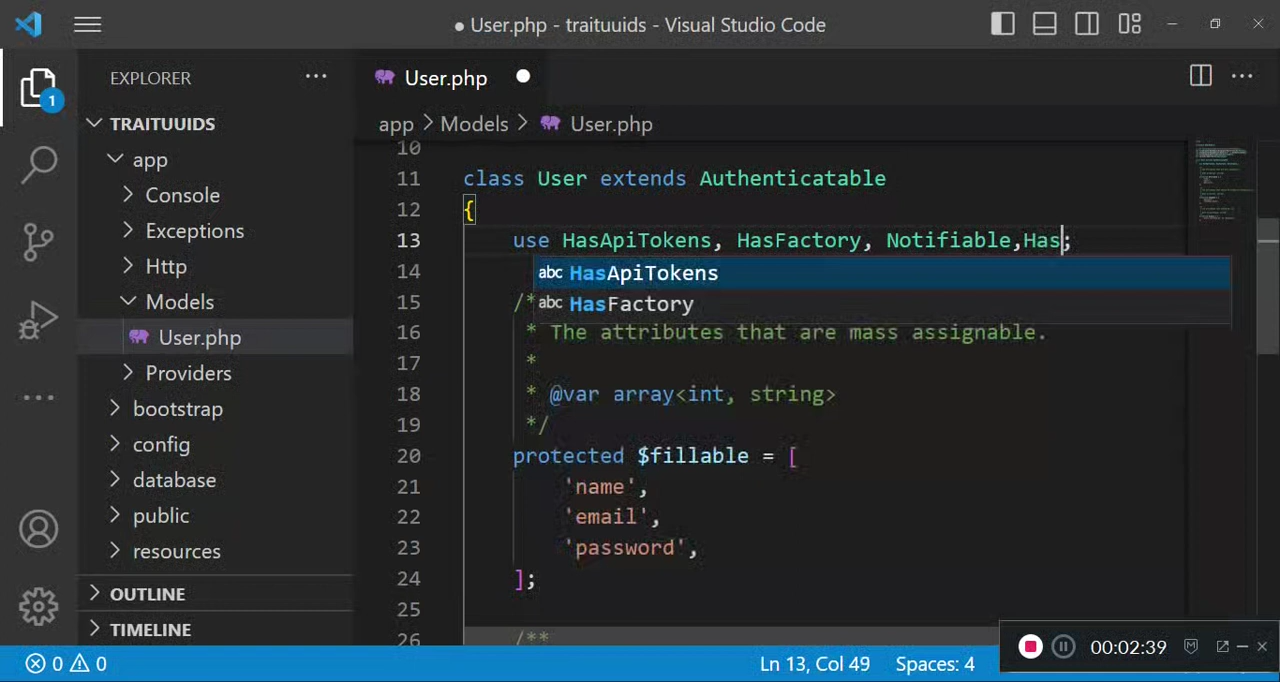 ● User.php - traituuids - Visual Studio Code
EXPLORER
User.php
1
TRAITUUIDS
app > Models > User.php
app
10
Console
11 class User extends Authenticatable
Exceptions
12 {
Http
13 use HasApiTokens, HasFactory, Notifiable,Has;
Models
14 abc HasApiTokens
User.php
15 /* abc HasFactory
Providers
16 * The attributes that are mass assignable.
bootstrap
17 *
config
18 * @var array<int, string>
database
19 */
public
20 protected $fillable = [
resources
21 'name',
22 'email',
23 'password',
24 ];
OUTLINE
25
TIMELINE
26 /**
0 0
Ln 13, Col 49 Spaces: 4
00:02:39